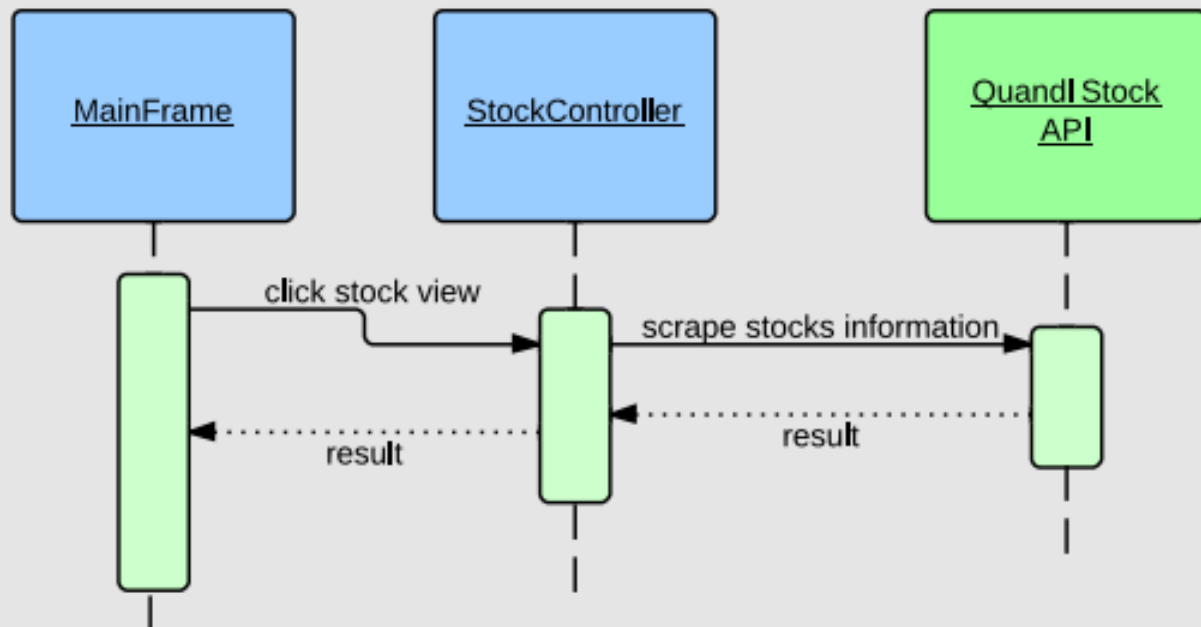 MainFrame
StockController
Quandl Stock
API
click stock view
scrape stocks information
result
result